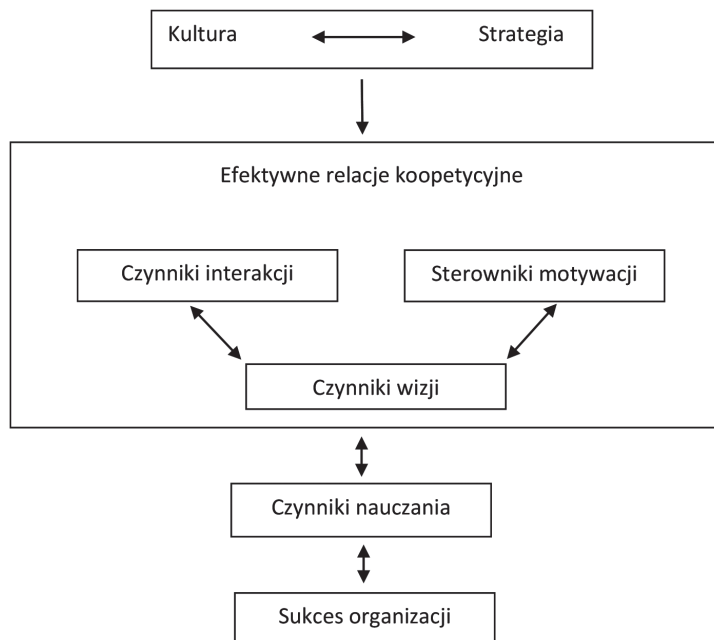 Kultura Strategia
Efektywne relacje koopetycyjne
Czynniki interakcji Sterowniki motywacji
Czynniki wizji
Czynniki nauczania
Sukces organizacji